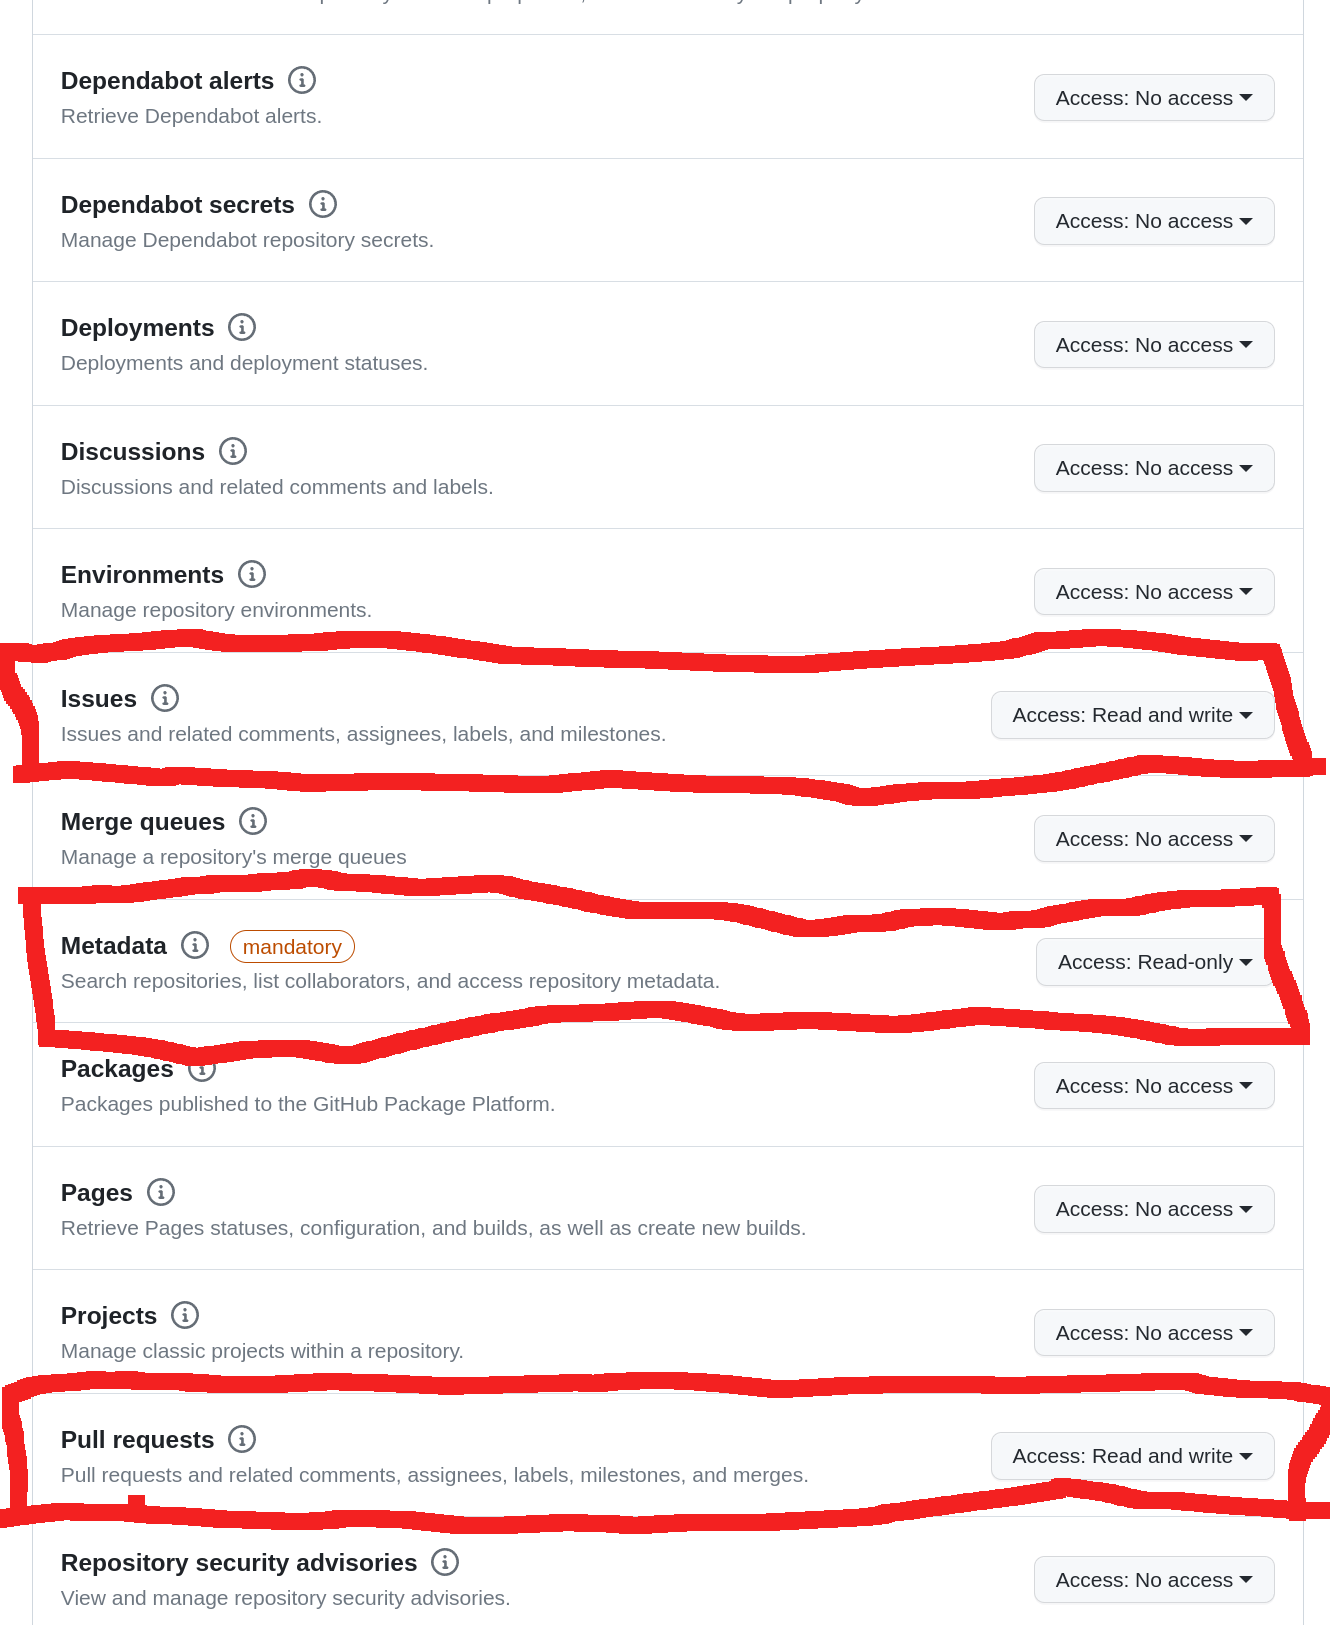 Dependabot alerts
Access: No access
Retrieve Dependabot alerts.
Dependabot secrets
Access: No access
Manage Dependabot repository secrets.
Deployments
Access: No access
Deployments and deployment statuses.
Discussions
Access: No access
Discussions and related comments and labels.
Environments
Access: No access
Manage repository environments.
Issues
Access: Read and write
Issues and related comments, assignees, labels, and milestones.
Merge queues
Access: No access
Manage a repository's merge queues
Metadata mandatory
Access: Read-only
Search repositories, list collaborators, and access repository metadata.
Packages
Access: No access
Packages published to the GitHub Package Platform.
Pages
Access: No access
Retrieve Pages statuses, configuration, and builds, as well as create new builds.
Projects
Access: No access
Manage classic projects within a repository.
Pull requests
Access: Read and write
Pull requests and related comments, assignees, labels, milestones, and merges.
Repository security advisories
Access: No access
View and manage repository security advisories.